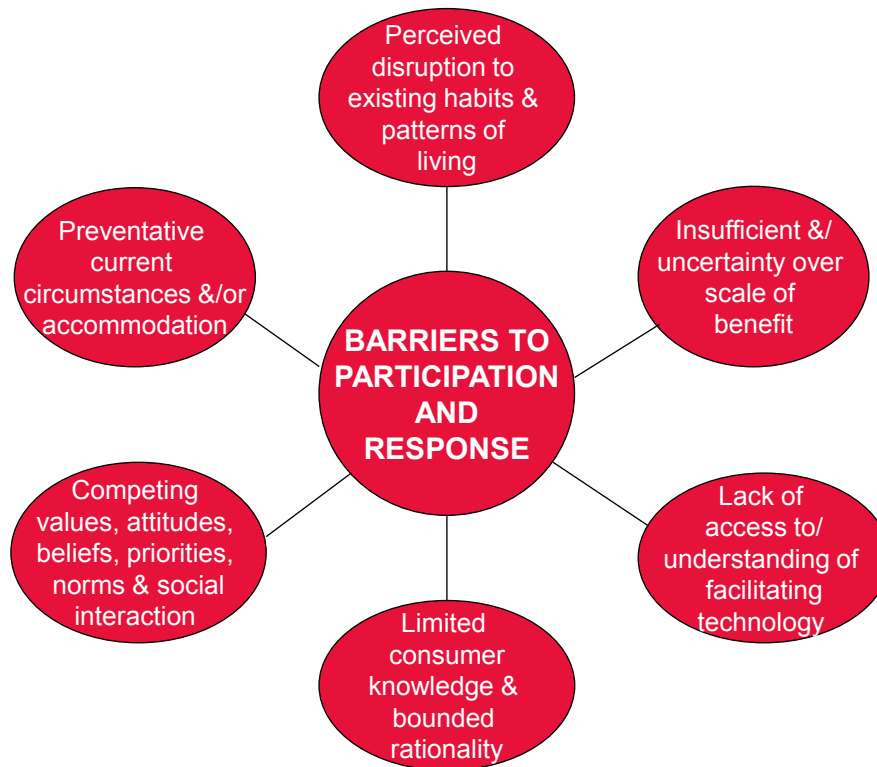 Perceived
disruption to
existing habits &
patterns of
living
Preventative
current
circumstances &/or
accommodation
Insufficient &/
uncertainty over
scale of
benefit
BARRIERS TO
PARTICIPATION
AND
RESPONSE
Competing
values, attitudes,
beliefs, priorities,
norms & social
interaction
Lack of
access to/
understanding of
facilitating
technology
Limited
consumer
knowledge &
bounded
rationality